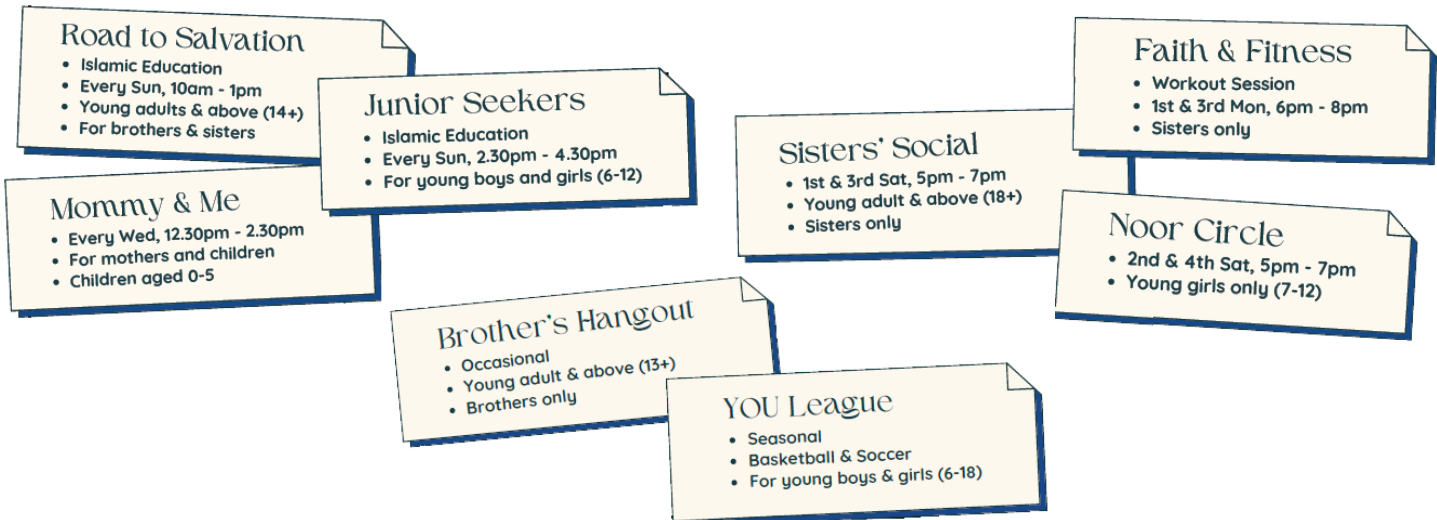 Road to Salvation
• Islamic Education
• Every Sun, 10am - 1pm
• Young adults & above (14+)
• For brothers & sisters
Junior Seekers
• Islamic Education
• Every Sun, 2.30pm - 4.30pm
• For young boys and girls (6-12)
Mommy & Me
• Every Wed, 12.30pm - 2.30pm
• For mothers and children
• Children aged 0-5
Faith & Fitness
• Workout Session
• 1st & 3rd Mon, 6pm - 8pm
• Sisters only
Sisters' Social
• 1st & 3rd Sat, 5pm - 7pm
• Young adult & above (18+)
• Sisters only
Noor Circle
• 2nd & 4th Sat, 5pm - 7pm
• Young girls only (7-12)
Brother's Hangout
• Occasional
• Young adult & above (13+)
• Brothers only
YOU League
• Seasonal
• Basketball & Soccer
• For young boys & girls (6-18)